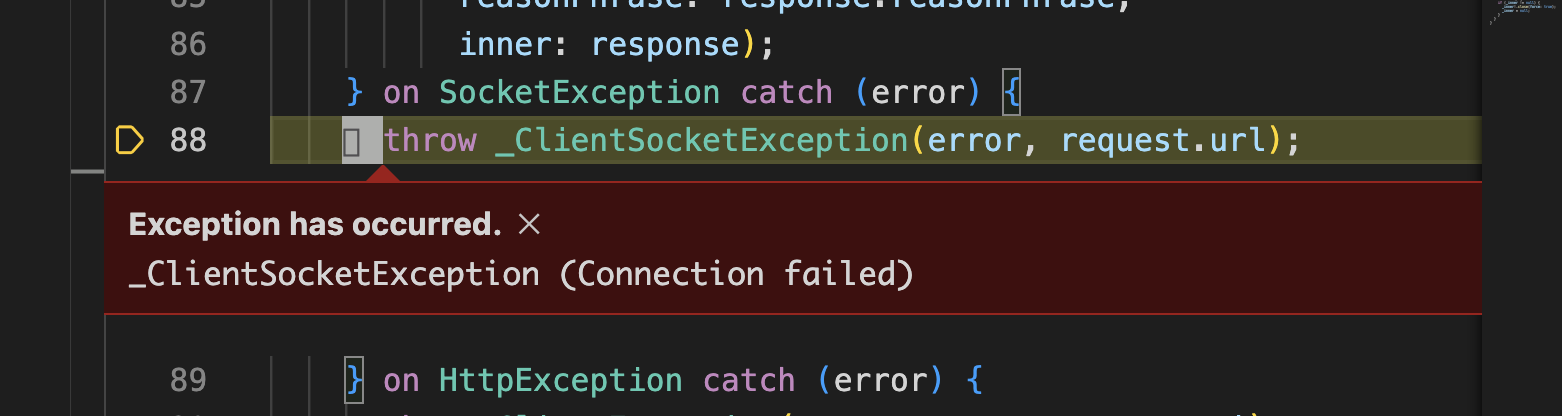 85 reasonPhrase: response.reasonPhrase,
86 inner: response);
87 } on SocketException catch (error) {
88 throw _ClientSocketException(error, request.url);
Exception has occurred. ×
_ClientSocketException (Connection failed)
89 } on HttpException catch (error) {